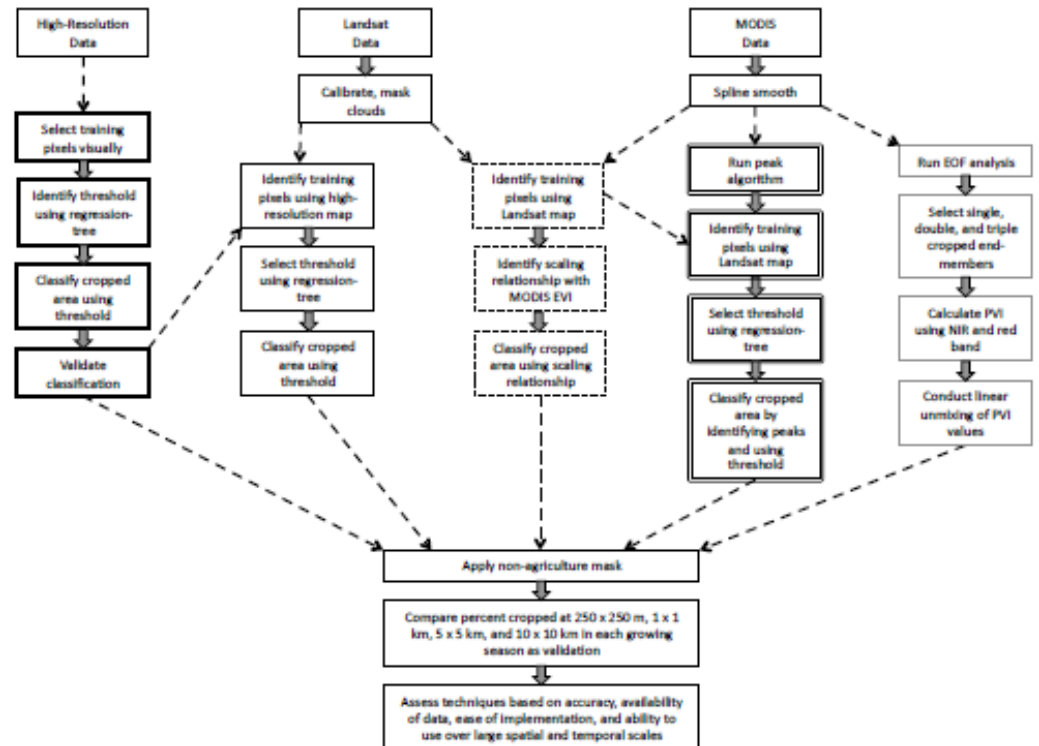 High-Resolution
Data
Landsat
Data
MODIS
Data
Calibrate, mask
clouds
Spline smooth
Select training
pixels visually
Identify threshold
using regression-
tree
Classify cropped
area using
threshold
Validate
classification
Identify training
pixels using high-
resolution map
Select threshold
using regression-
tree
Classify cropped
area using
threshold
Identify training
pixels using
Landsat map
Identify scaling
relationship with
MODIS EVI
Classify cropped
area using scaling
relationship
Run peak
algorithm
Identify training
pixels using
Landsat map
Select threshold
using regression-
tree
Classify cropped
area by
identifying peaks
and using
threshold
Run EOF analysis
Select single,
double, and triple
cropped end-
members
Calculate PVI
using NIR and red
band
Conduct linear
unmixing of PVI
values
Apply non-agriculture mask
Compare percent cropped at 250 x 250 m, 1 x 1
km, 5 x 5 km, and 10 x 10 km in each growing
season as validation
Assess techniques based on accuracy, availability
of data, ease of implementation, and ability to
use over large spatial and temporal scales